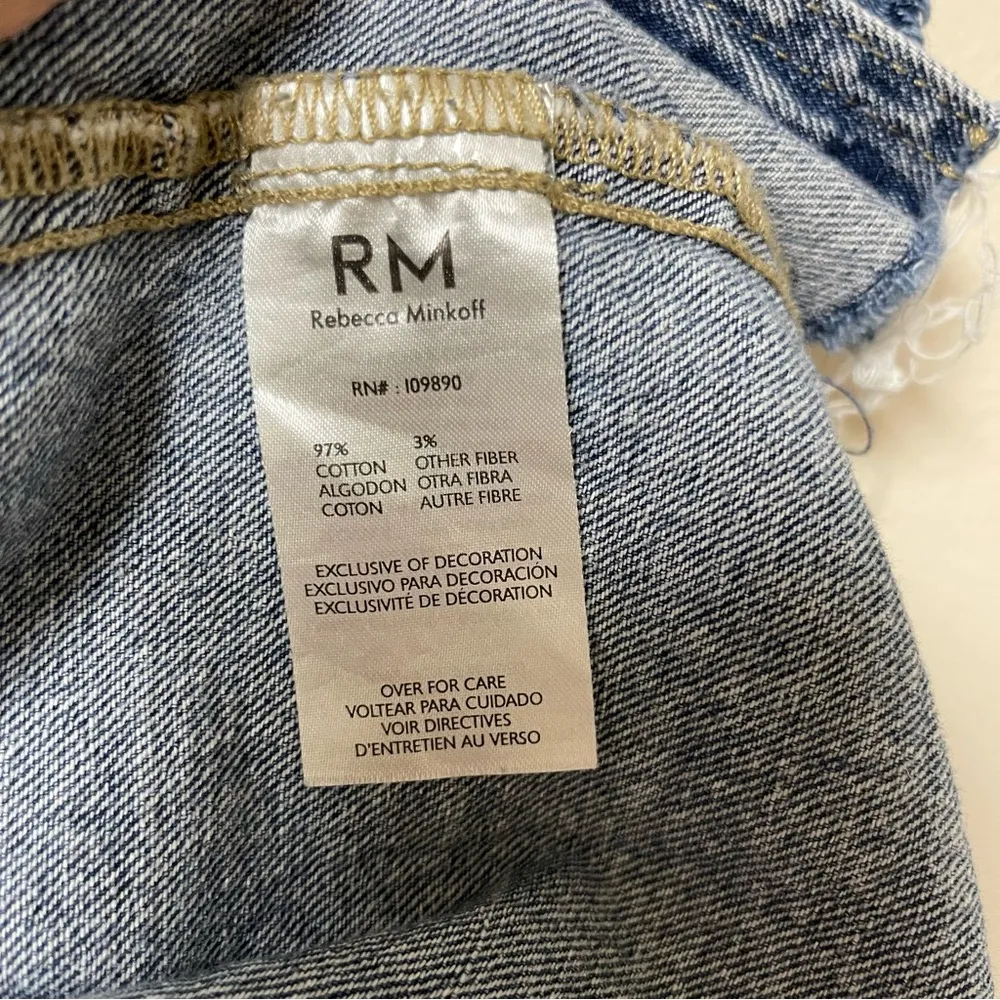 RM
Rebecca Minkoff
RN# : 109890
97% 3%
COTTON OTHER FIBER
ALGODON OTRA FIBRA
COTON AUTRE FIBRE
EXCLUSIVE OF DECORATION
EXCLUSIVO PARA DECORACIÓN
EXCLUSIVITÉ DE DÉCORATION
OVER FOR CARE
VOLTEAR PARA CUIDADO
VOIR DIRECTIVES
D'ENTRETIEN AU VERSO